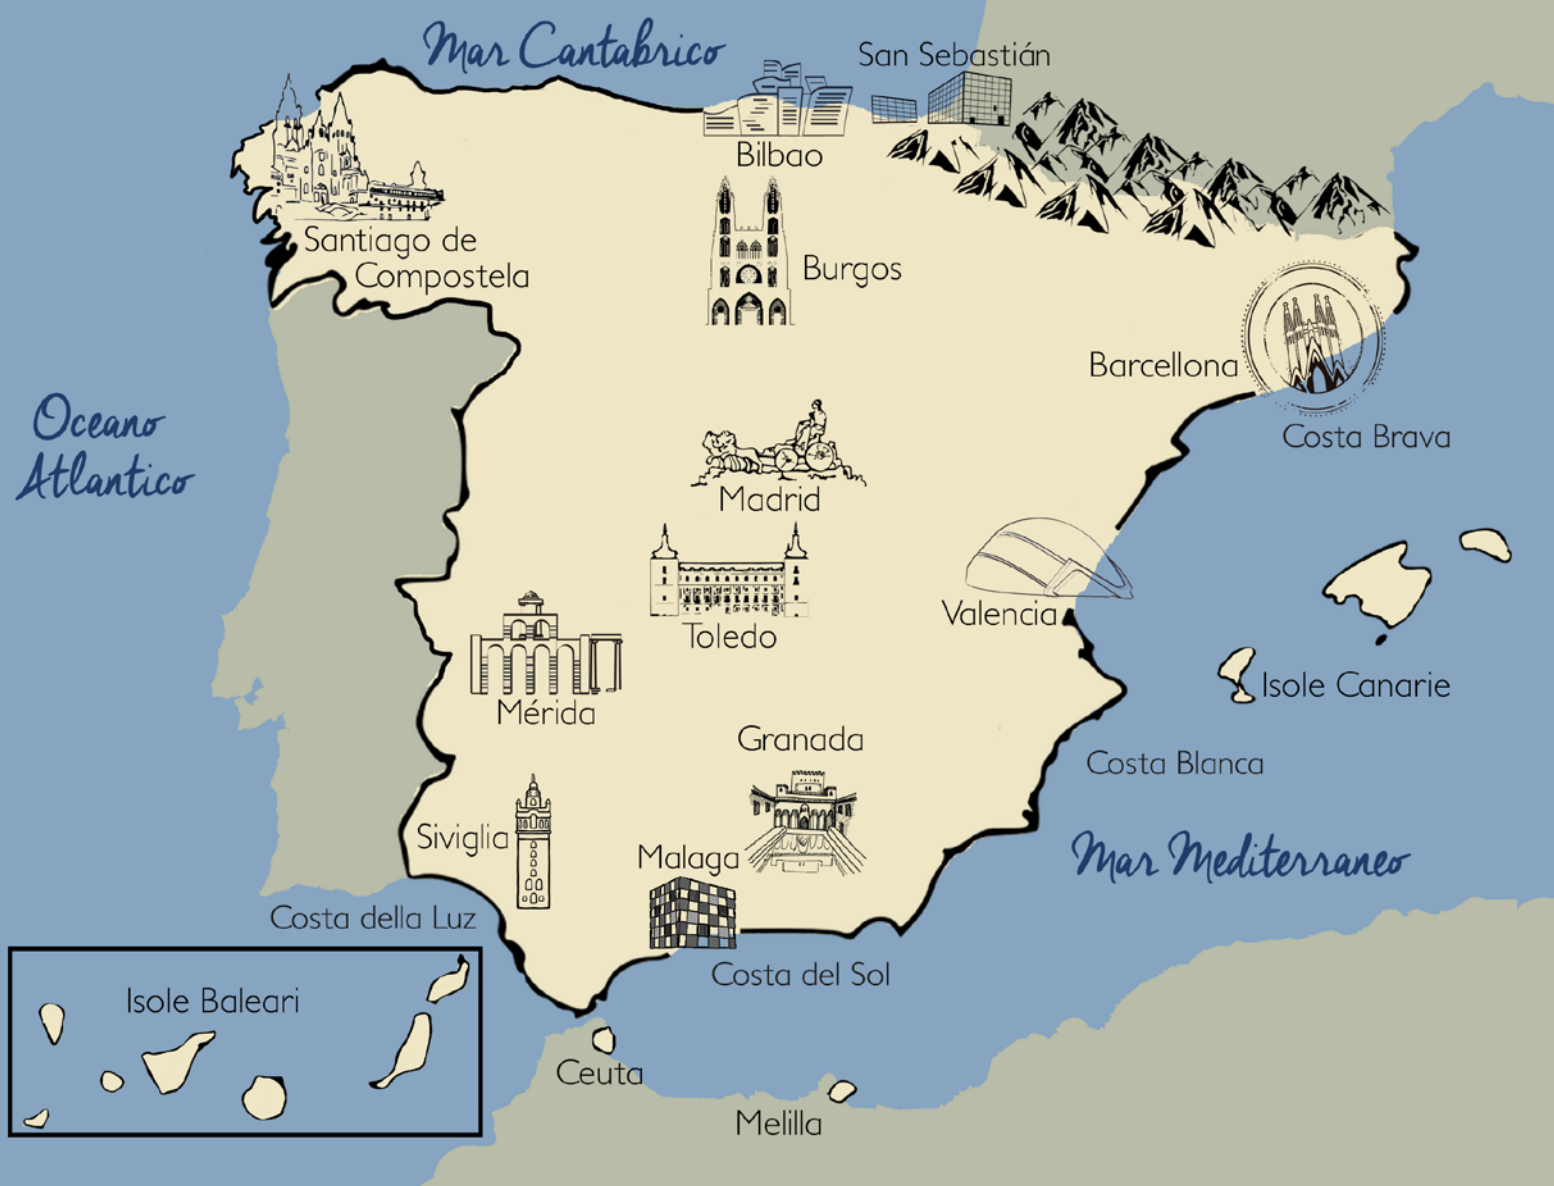 Mar Cantabrico
San Sebastián
Bilbao
Santiago de
Compostela
Burgos
Barcellona
Oceano
Atlantico
Costa Brava
Madrid
Valencia
Toledo
Isole Canarie
Mérida
Granada
Costa Blanca
Siviglia
Malaga
Mar Mediterraneo
Costa della Luz
Costa del Sol
Isole Baleari
Ceuta
Melilla